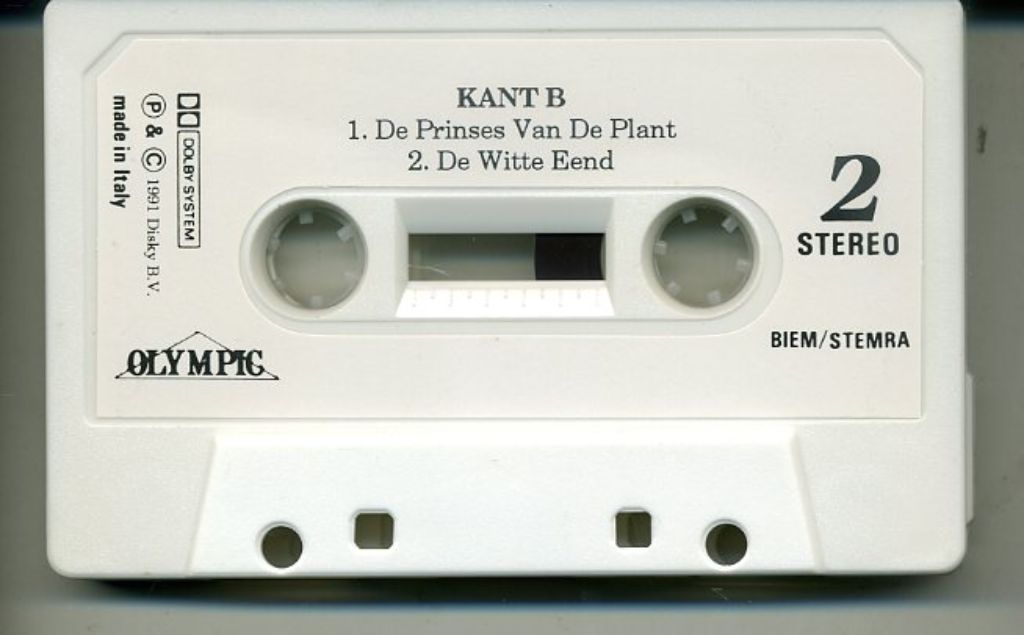 KANT B
1. De Prinses Van De Plant
2. De Witte Eend
DOLBY SYSTEM
P & C 1991 Disky B.V.
made in Italy
2
STEREO
BIEM/STEMRA
OLYMPIC